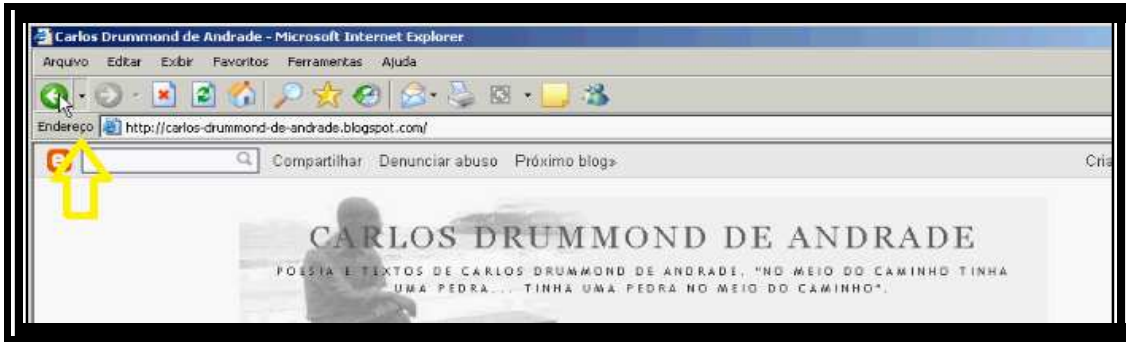 Carlos Drummond de Andrade - Microsoft Internet Explorer
Arquivo Editar Exibir Favoritos Ferramentas Ajuda
Endereço http://carlos-drummond-de-andrade.blogspot.com/
Compartilhar Denunciar abuso Próximo blog» Cria
CARLOS DRUMMOND DE ANDRADE
POESIA E TEXTOS DE CARLOS DRUMMOND DE ANDRADE, "NO MEIO DO CAMINHO TINHA
UMA PEDRA... TINHA UMA PEDRA NO MEIO DO CAMINHO".